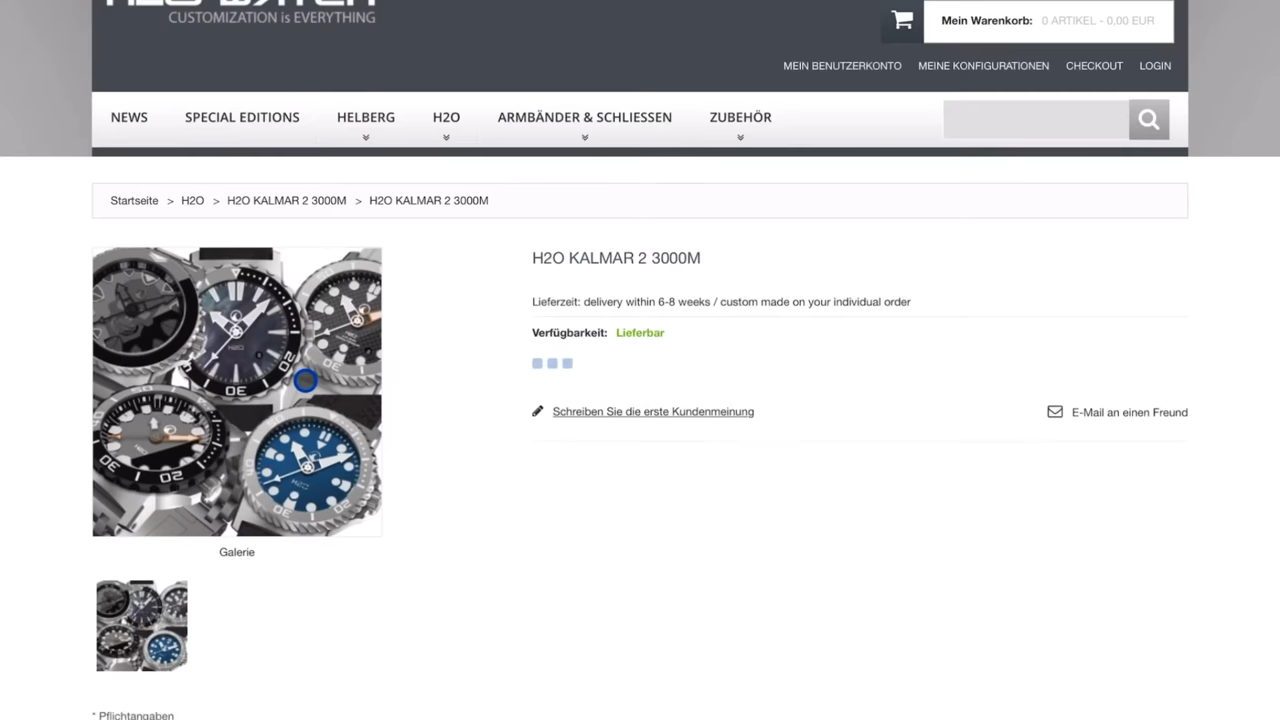 CUSTOMIZATION is EVERYTHING
Mein Warenkorb: 0 ARTIKEL - 0,00 EUR
MEIN BENUTZERKONTO MEINE KONFIGURATIONEN CHECKOUT LOGIN
NEWS SPECIAL EDITIONS HELBERG H2O ARMBÄNDER & SCHLIESSEN ZUBEHÖR
Startseite > H2O > H2O KALMAR 2 3000M > H2O KALMAR 2 3000M
H2O KALMAR 2 3000M
Lieferzeit: delivery within 6-8 weeks / custom made on your individual order
Verfügbarkeit: Lieferbar
Schreiben Sie die erste Kundenmeinung
E-Mail an einen Freund
Galerie
* Pflichtangaben